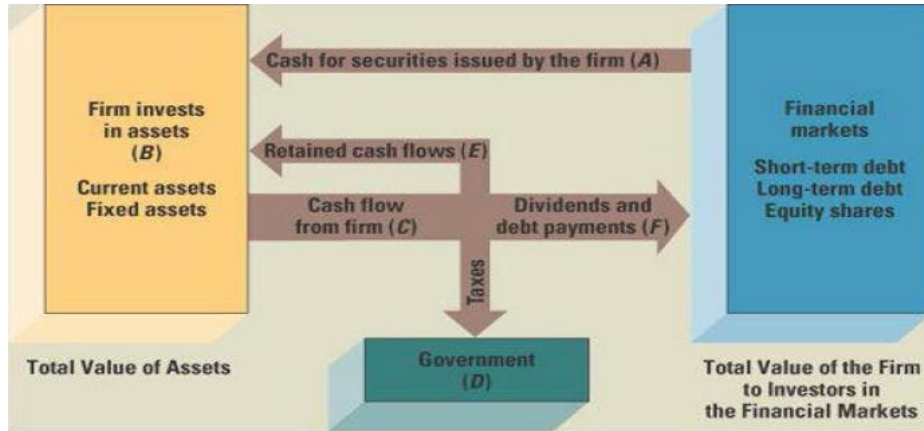 Cash for securities issued by the firm (A)
Firm invests
in assets
(B)
Current assets
Fixed assets
Retained cash flows (E)
Cash flow
from firm (C)
Dividends and
debt payments (F)
Taxes
Financial
markets
Short-term debt
Long-term debt
Equity shares
Government
(D)
Total Value of Assets
Total Value of the Firm
to Investors in
the Financial Markets